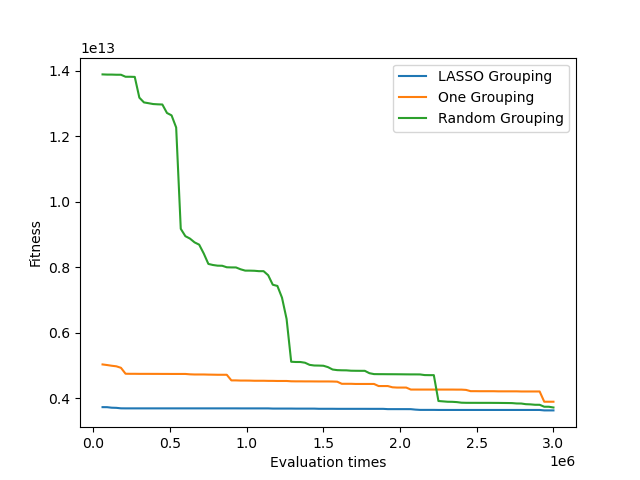 1e13
1.4
1.2
1.0
0.8
0.6
0.4
Fitness
LASSO Grouping
One Grouping
Random Grouping
0.0 0.5 1.0 1.5 2.0 2.5 3.0
Evaluation times
1e6